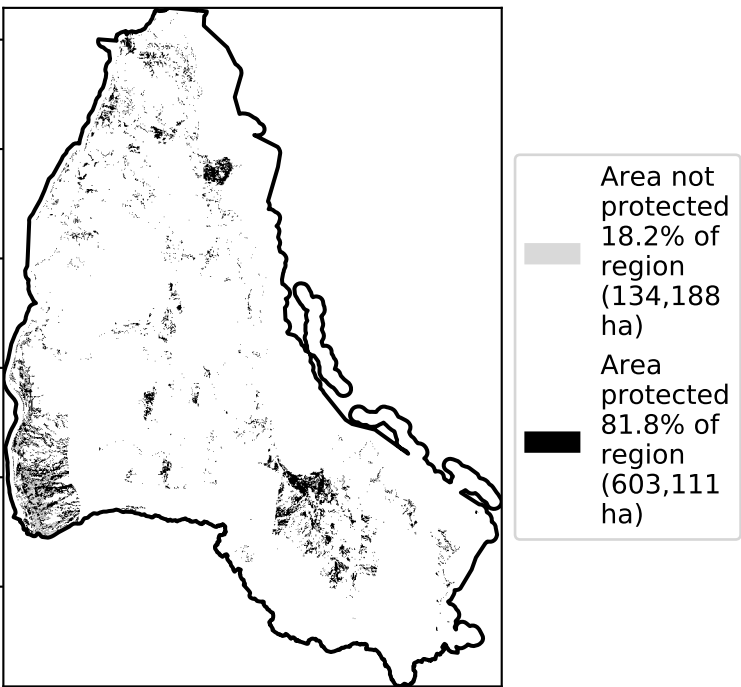 Area not
protected
18.2% of
region
(134,188
ha)
Area
protected
81.8% of
region
(603,111
ha)